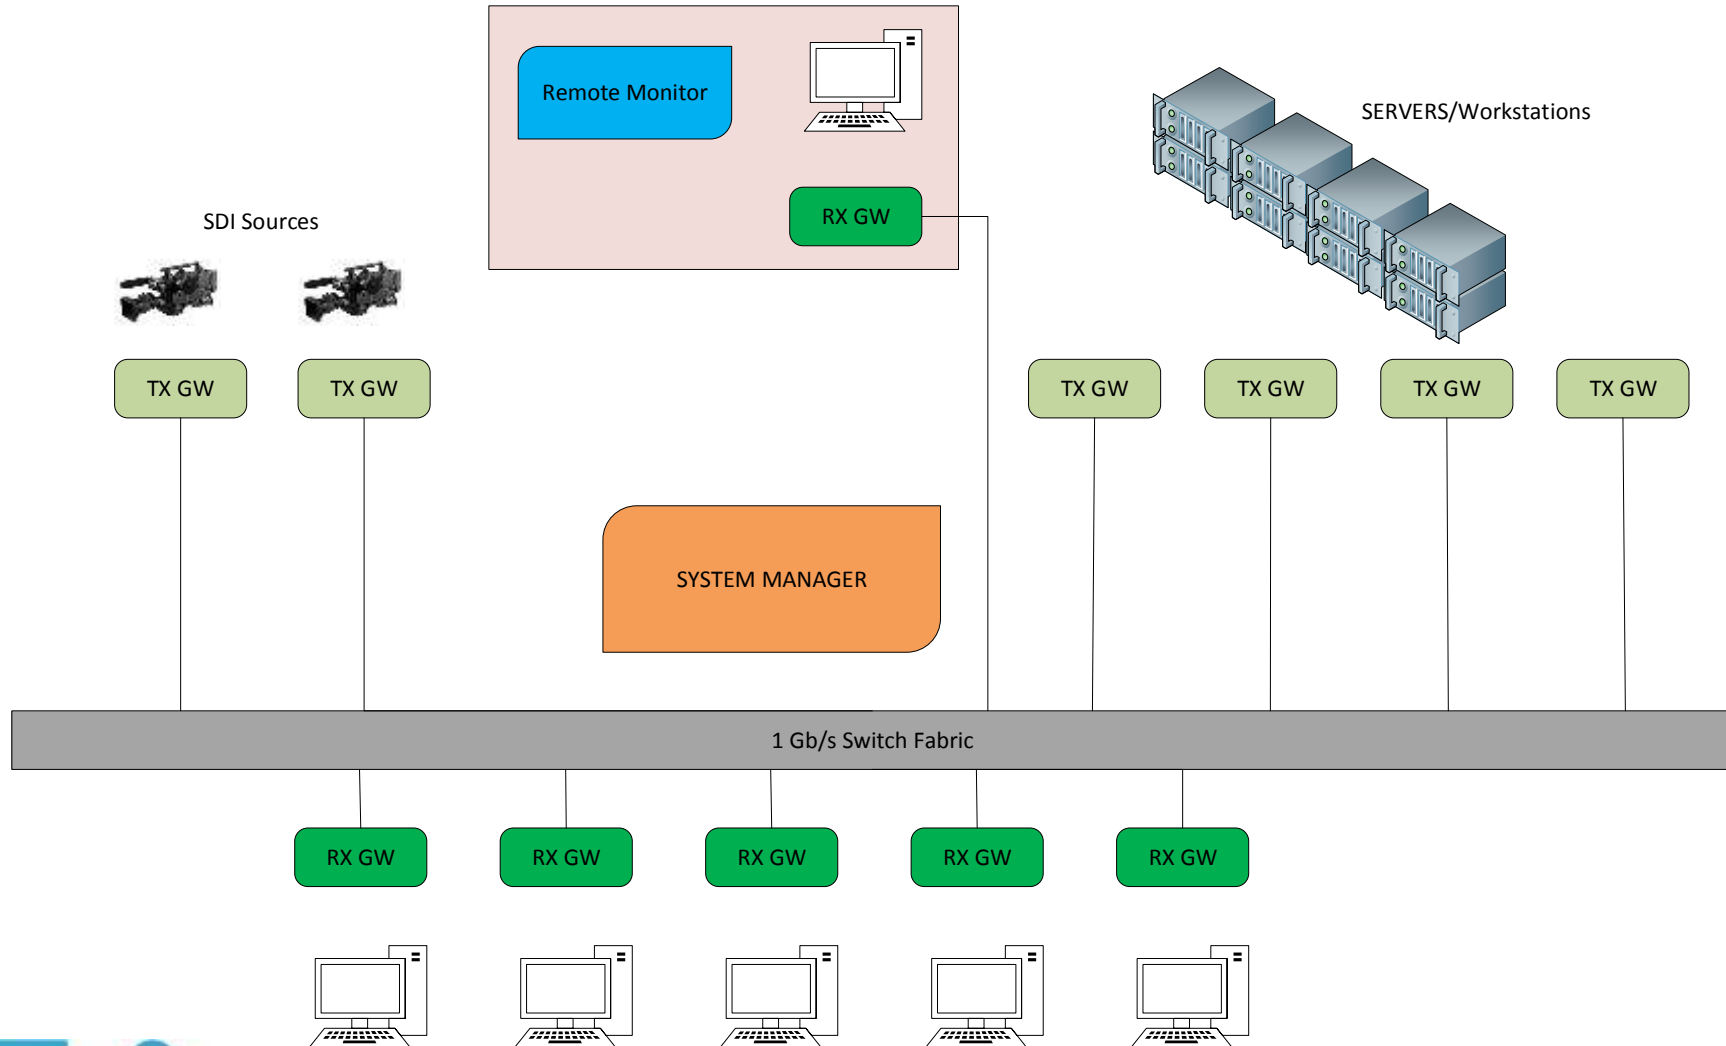 Remote Monitor
SERVERS/Workstations
RX GW
SDI Sources
TX GW
TX GW
TX GW
TX GW
TX GW
TX GW
SYSTEM MANAGER
1 Gb/s Switch Fabric
RX GW
RX GW
RX GW
RX GW
RX GW